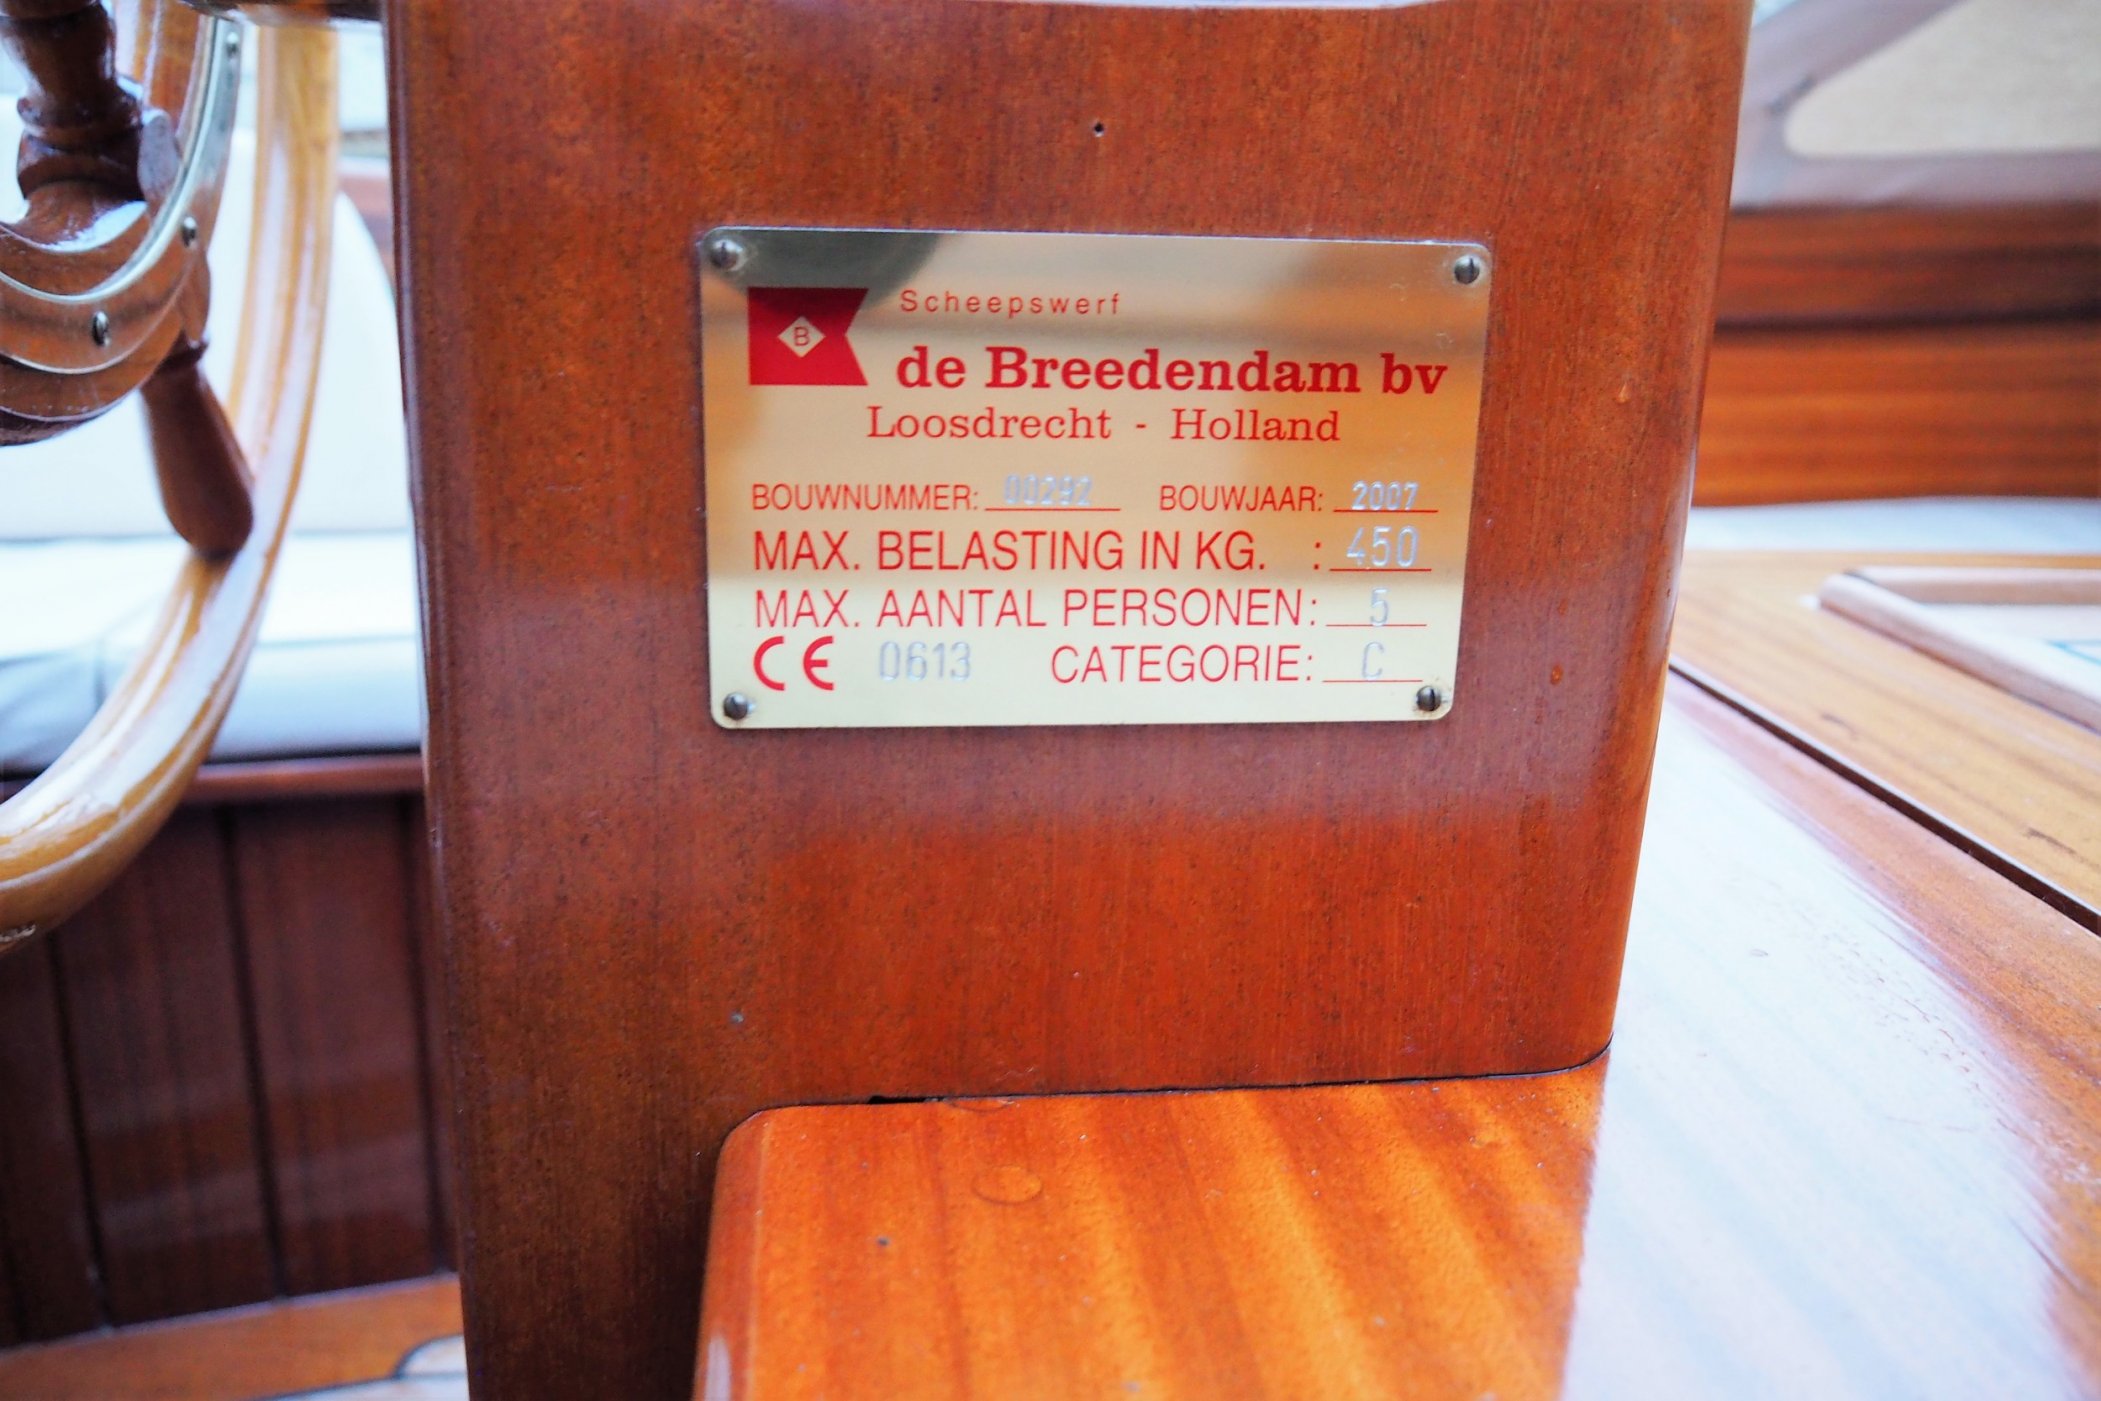 B
Scheepswerf
de Breedendam bv
Loosdrecht - Holland
BOUWNUMMER: 00292 BOUWJAAR: 2007
MAX. BELASTING IN KG. : 450
MAX. AANTAL PERSONEN: 5
CE 0613 CATEGORIE: C